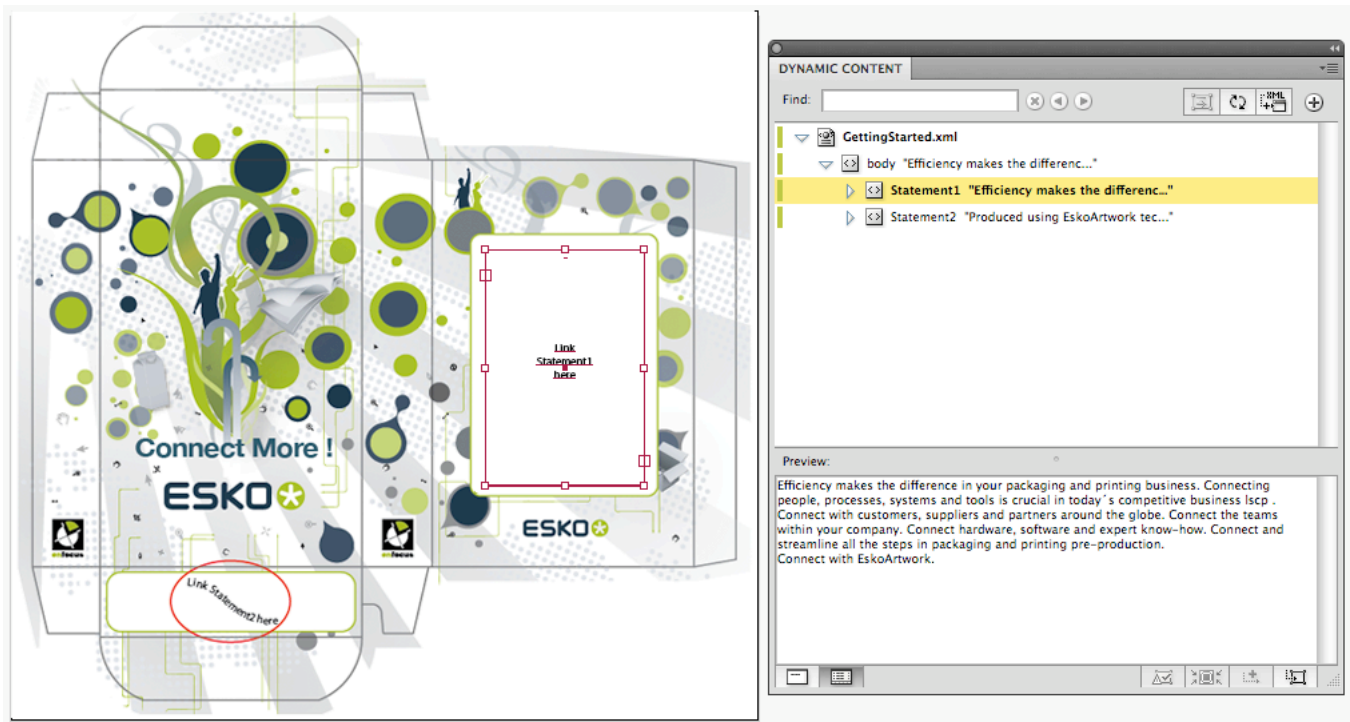 Link
Statement1
here
Connect More !
ESKO
ESKO
enfocus
enfocus
Link Statement2 here
DYNAMIC CONTENT
Find:
XML
GettingStarted.xml
body "Efficiency makes the differenc..."
Statement1 "Efficiency makes the differenc..."
Statement2 "Produced using EskoArtwork tec..."
Preview:
Efficiency makes the difference in your packaging and printing business. Connecting
people, processes, systems and tools is crucial in today´s competitive business lscp .
Connect with customers, suppliers and partners around the globe. Connect the teams
within your company. Connect hardware, software and expert know-how. Connect and
streamline all the steps in packaging and printing pre-production.
Connect with EskoArtwork.